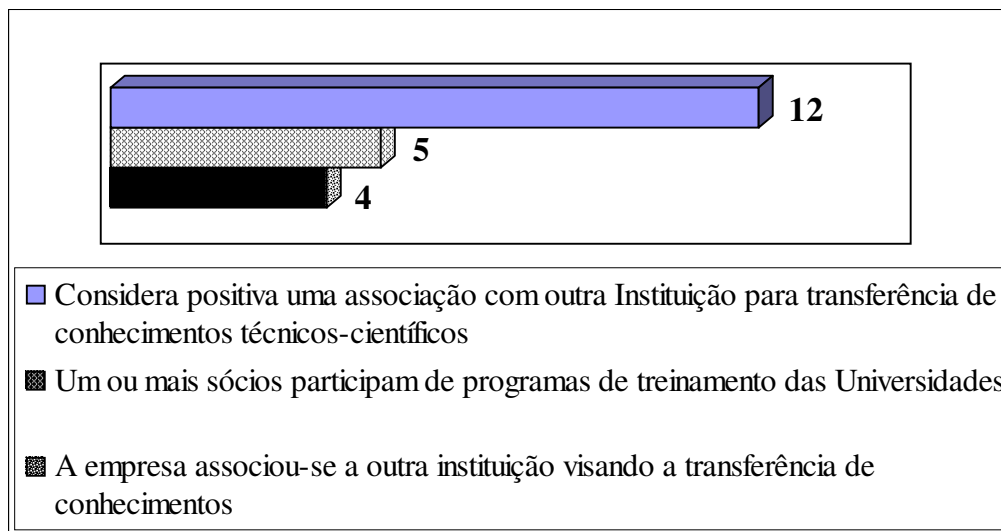 12
5
4
Considera positiva uma associação com outra Instituição para transferência de
conhecimentos técnicos-científicos
Um ou mais sócios participam de programas de treinamento das Universidades
A empresa associou-se a outra instituição visando a transferência de
conhecimentos